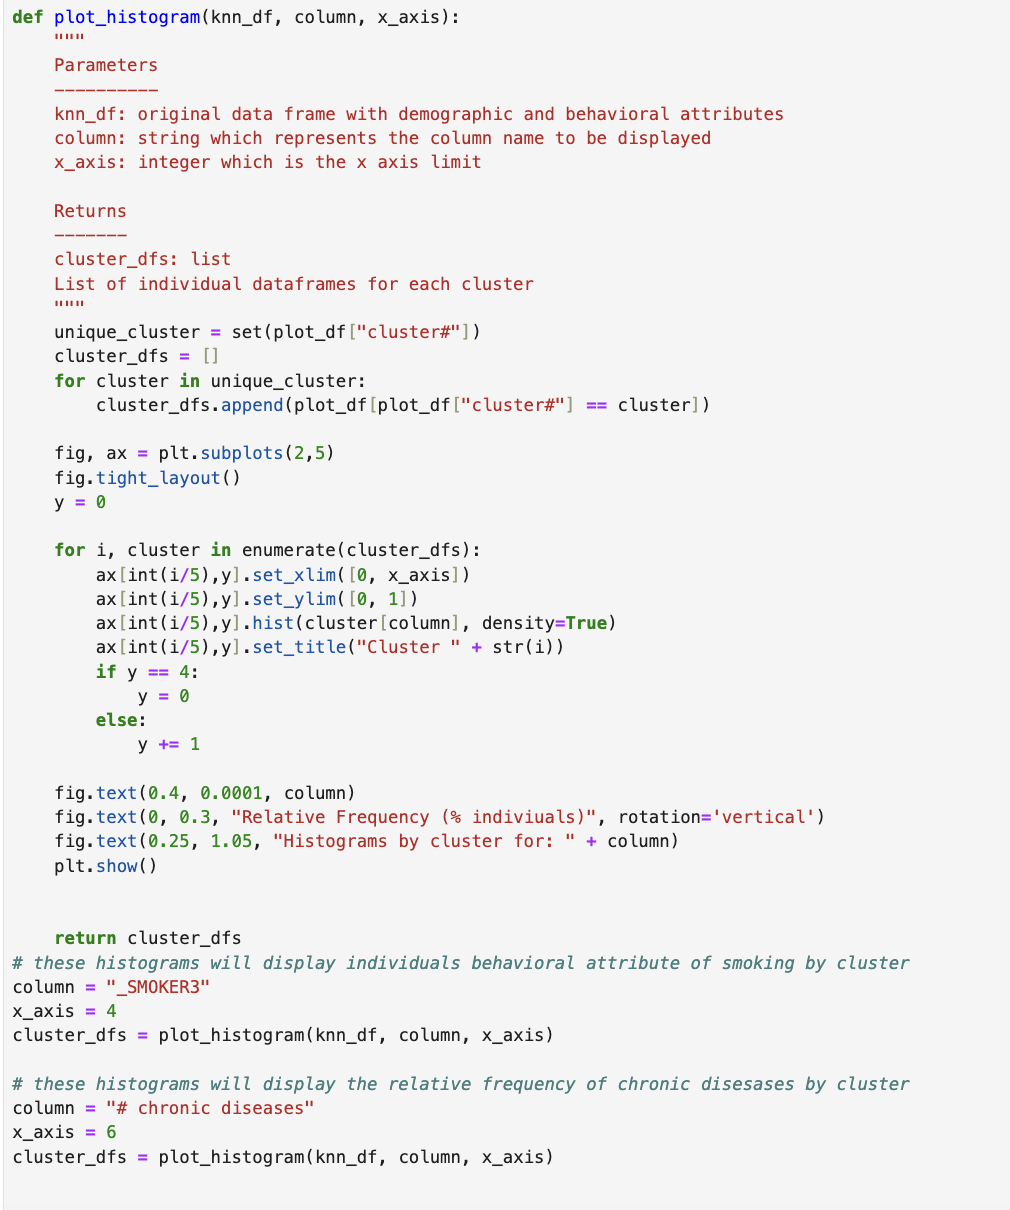 def plot_histogram(knn_df, column, x_axis):
    """
    Parameters
    ----------
    knn_df: original data frame with demographic and behavioral attributes
    column: string which represents the column name to be displayed
    x_axis: integer which is the x axis limit

    Returns
    -------
    cluster_dfs: list
    List of individual dataframes for each cluster
    """
    unique_cluster = set(plot_df["cluster#"])
    cluster_dfs = []
    for cluster in unique_cluster:
        cluster_dfs.append(plot_df[plot_df["cluster#"] == cluster])

    fig, ax = plt.subplots(2,5)
    fig.tight_layout()
    y = 0

    for i, cluster in enumerate(cluster_dfs):
        ax[int(i/5),y].set_xlim([0, x_axis])
        ax[int(i/5),y].set_ylim([0, 1])
        ax[int(i/5),y].hist(cluster[column], density=True)
        ax[int(i/5),y].set_title("Cluster " + str(i))
        if y == 4:
            y = 0
        else:
            y += 1

    fig.text(0.4, 0.0001, column)
    fig.text(0, 0.3, "Relative Frequency (% indiviuals)", rotation='vertical')
    fig.text(0.25, 1.05, "Histograms by cluster for: " + column)
    plt.show()


    return cluster_dfs
# these histograms will display individuals behavioral attribute of smoking by cluster
column = "_SMOKER3"
x_axis = 4
cluster_dfs = plot_histogram(knn_df, column, x_axis)

# these histograms will display the relative frequency of chronic disesases by cluster
column = "# chronic diseases"
x_axis = 6
cluster_dfs = plot_histogram(knn_df, column, x_axis)